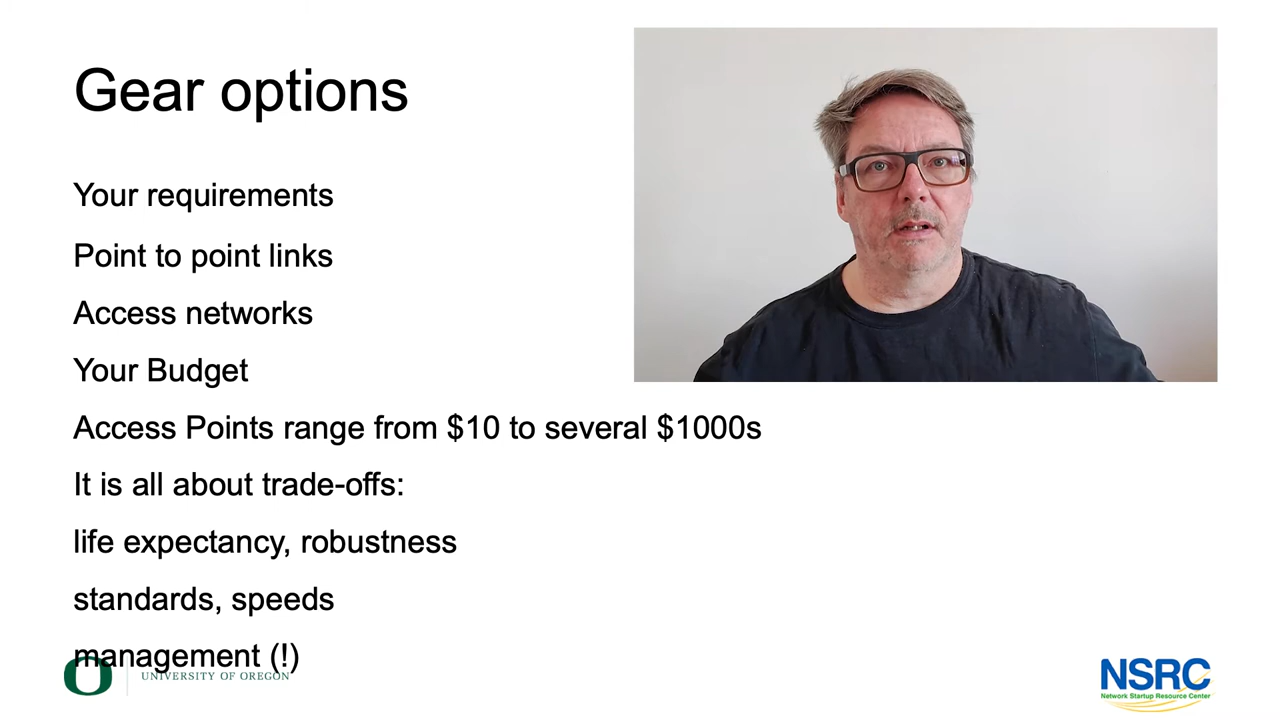 Gear options
Your requirements
Point to point links
Access networks
Your Budget
Access Points range from $10 to several $1000s
It is all about trade-offs:
life expectancy, robustness
standards, speeds
management (!)
UNIVERSITY OF OREGON
NSRC
Network Startup Resource Center